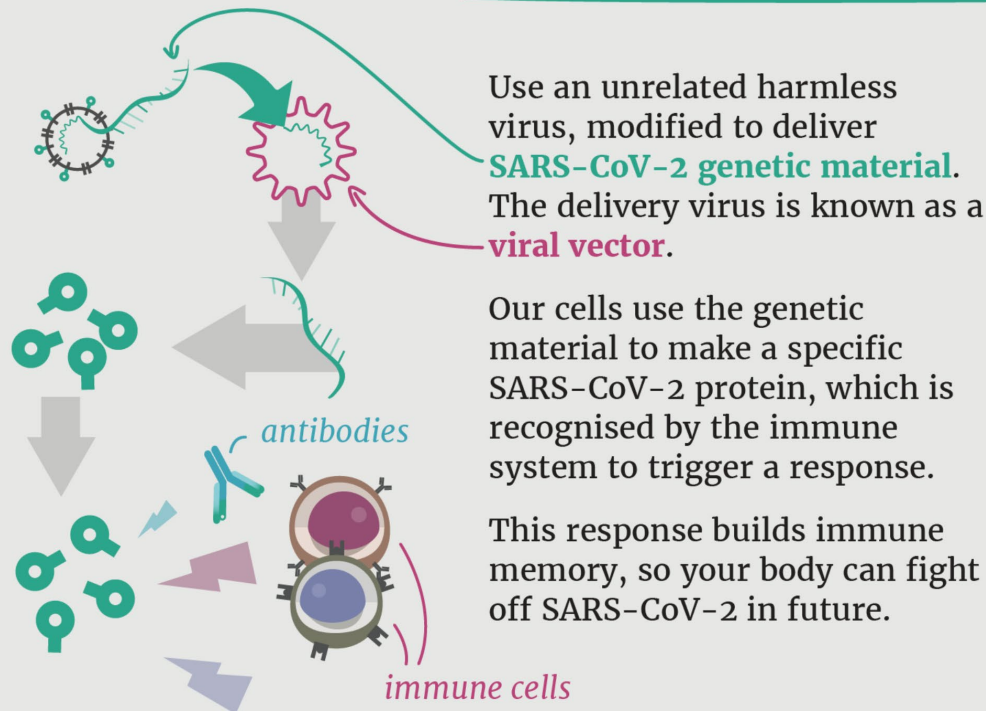 Use an unrelated harmless
virus, modified to deliver
SARS-CoV-2 genetic material.
The delivery virus is known as a
viral vector.
Our cells use the genetic
material to make a specific
SARS-CoV-2 protein, which is
recognised by the immune
system to trigger a response.
This response builds immune
memory, so your body can fight
off SARS-CoV-2 in future.
antibodies
immune cells